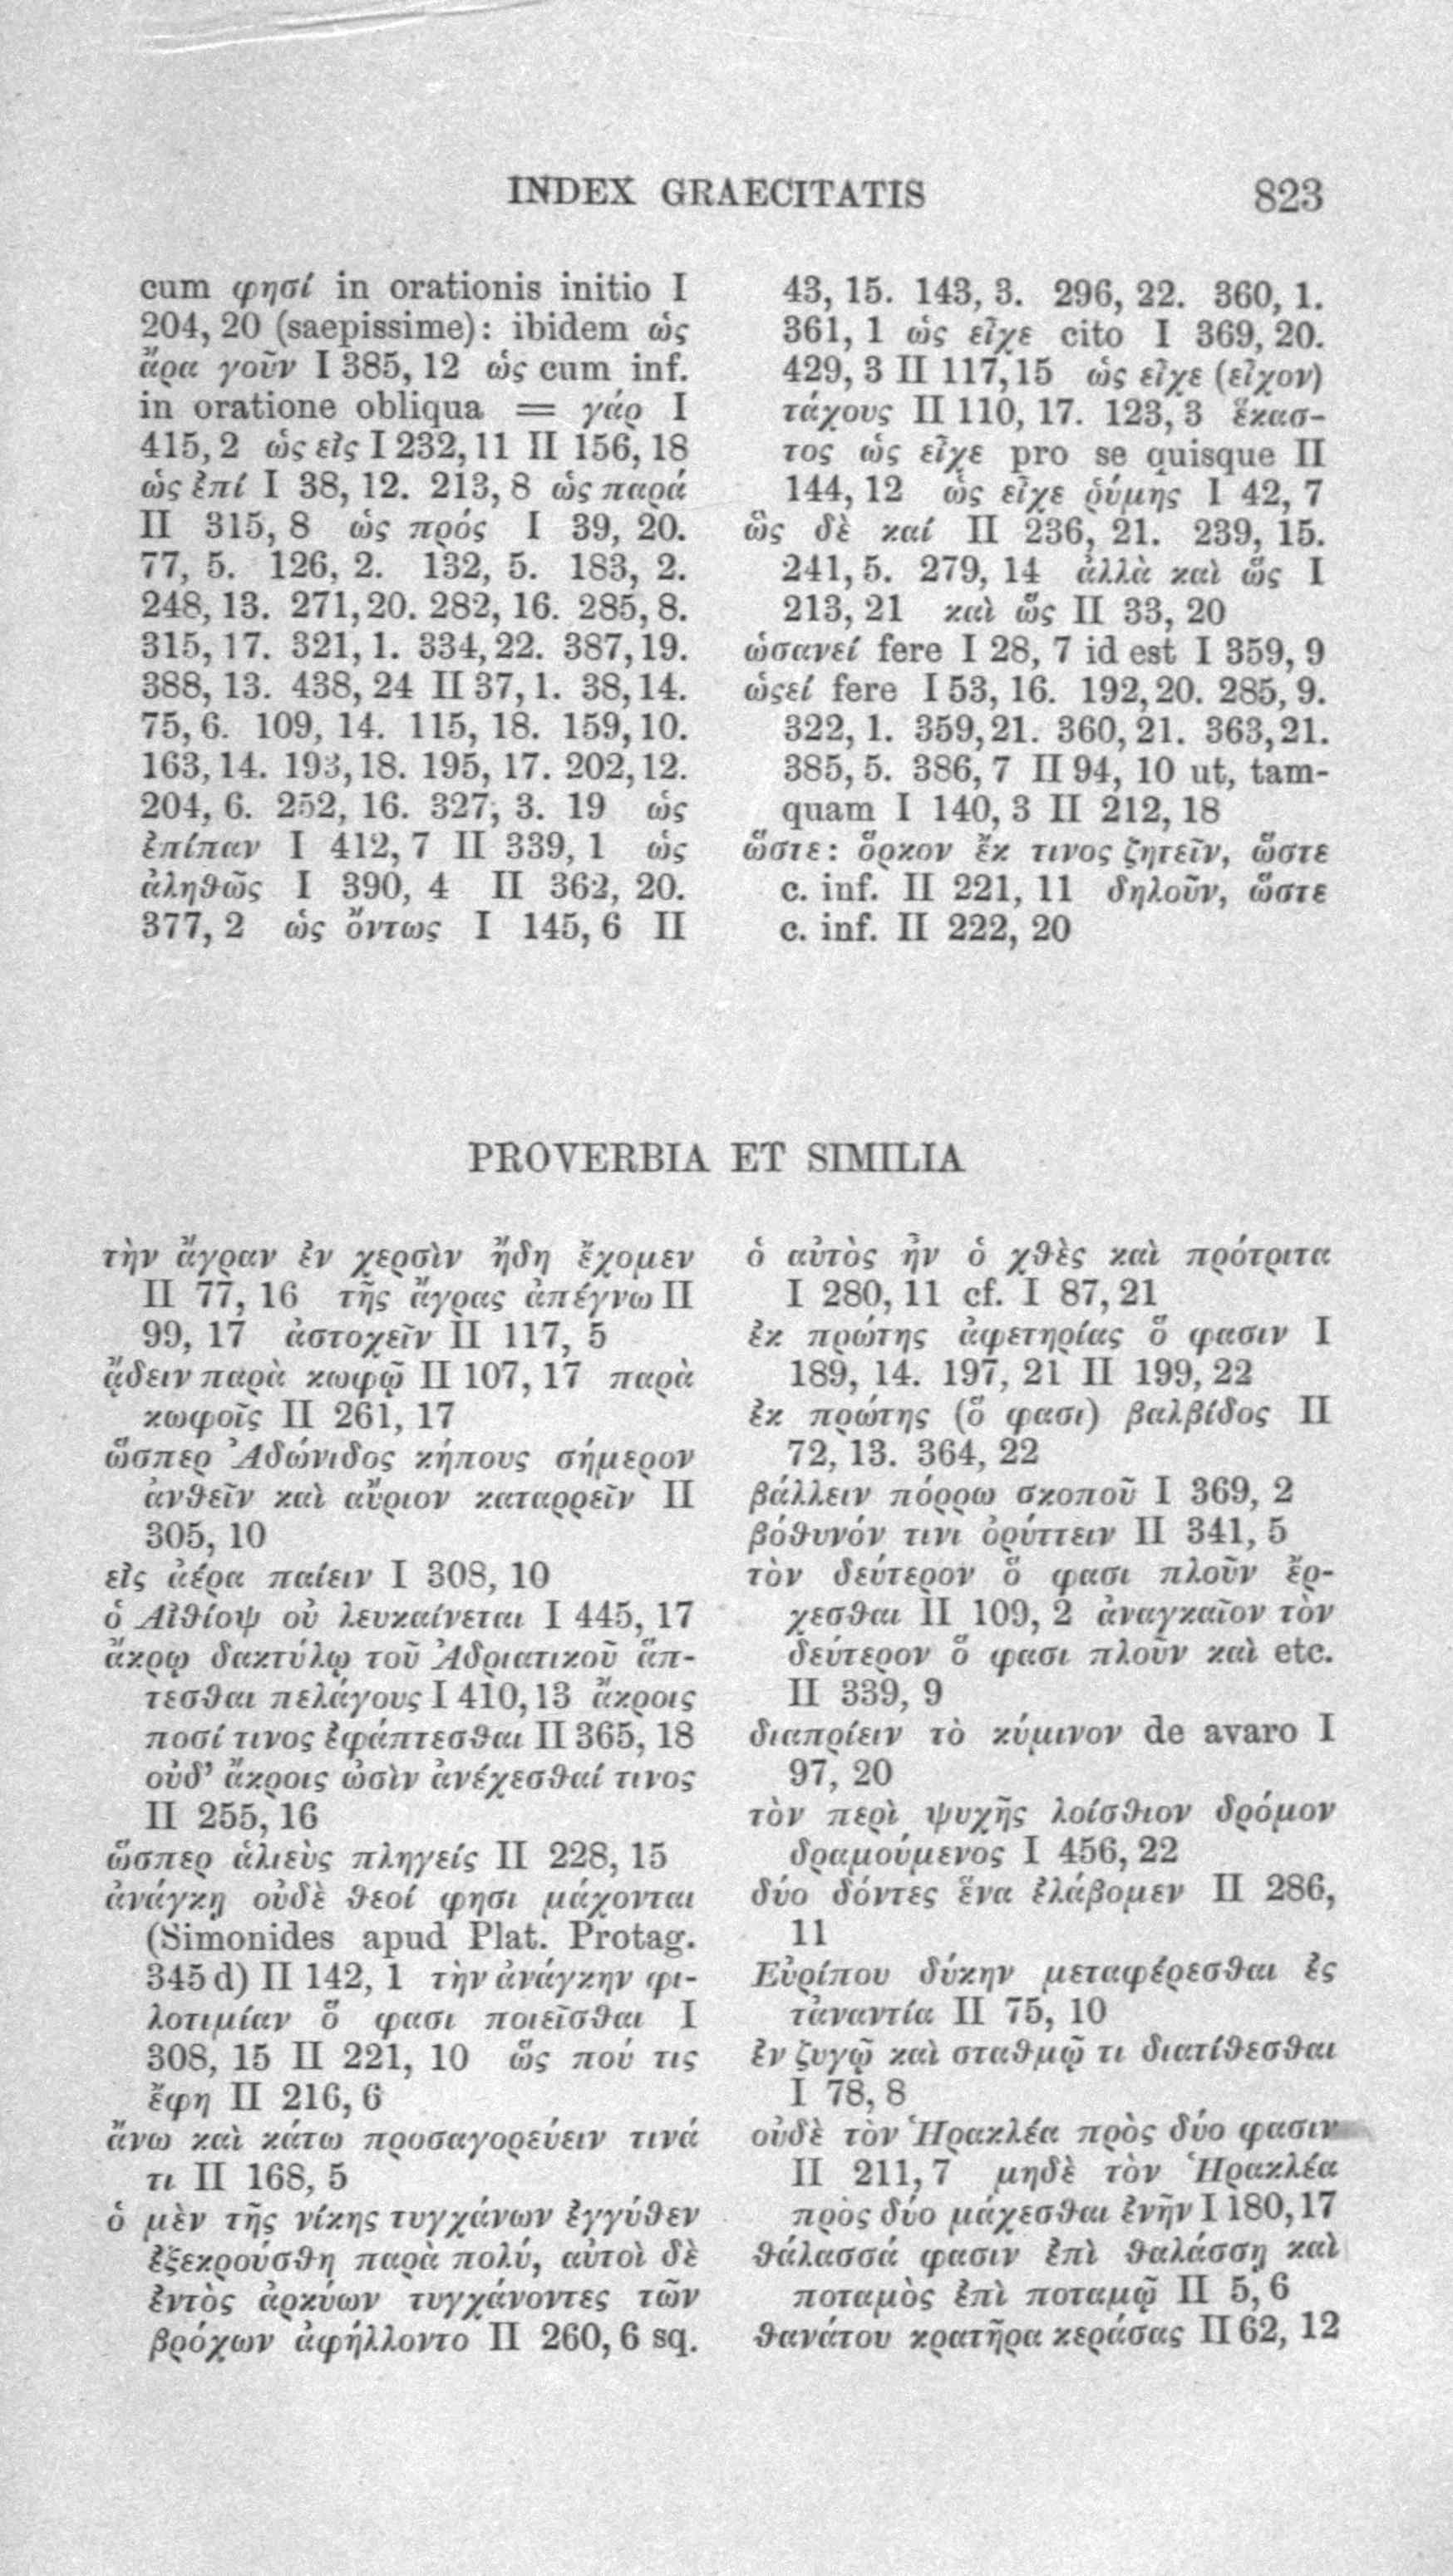 INDEX GRAECITATIS 823
cum φησί in orationis initio I
204, 20 (saepissime): ibidem ὡς
ἄρα γοῦν I 385, 12 ὡς cum inf.
in oratione obliqua = γάρ I
415, 2 ὡς εἰς I 232, 11 II 156, 18
ὡς ἐπί I 38, 12. 213, 8 ὡς παρά
II 315, 8 ὡς πρός I 39, 20.
77, 5. 126, 2. 132, 5. 183, 2.
248, 13. 271, 20. 282, 16. 285, 8.
315, 17. 321, 1. 334, 22. 387, 19.
388, 13. 438, 24 II 37, 1. 38, 14.
75, 6. 109, 14. 115, 18. 159, 10.
163, 14. 193, 18. 195, 17. 202, 12.
204, 6. 252, 16. 327, 3. 19 ὡς
ἐπίπαν I 412, 7 II 339, 1 ὡς
ἀληθῶς I 390, 4 II 362, 20.
377, 2 ὡς ὄντως I 145, 6 II
43, 15. 143, 3. 296, 22. 360, 1.
361, 1 ὡς εἶχε cito I 369, 20.
429, 3 II 117, 15 ὡς εἶχε (εἶχον)
τάχους II 110, 17. 123, 3 ἕκασ-
τος ὡς εἶχε pro se quisque II
144, 12 ὡς εἶχε ῥύμης I 42, 7
ὣς δὲ καί II 236, 21. 239, 15.
241, 5. 279, 14 ἀλλὰ καὶ ὣς I
213, 21 καὶ ὣς II 33, 20
ὡσανεί fere I 28, 7 id est I 359, 9
ὡςεί fere I 53, 16. 192, 20. 285, 9.
322, 1. 359, 21. 360, 21. 363, 21.
385, 5. 386, 7 II 94, 10 ut, tam-
quam I 140, 3 II 212, 18
ὥστε: ὅρκον ἔκ τινος ζητεῖν, ὥστε
c. inf. II 221, 11 δηλοῦν, ὥστε
c. inf. II 222, 20
PROVERBIA ET SIMILIA
τὴν ἄγραν ἐν χερσὶν ἤδη ἔχομεν
II 77, 16 τῆς ἄγρας ἀπέγνω II
99, 17 ἀστοχεῖν II 117, 5
ᾄδειν παρὰ κωφῷ II 107, 17 παρὰ
κωφοῖς II 261, 17
ὥσπερ Ἀδώνιδος κήπους σήμερον
ἀνθεῖν καὶ αὔριον καταρρεῖν II
305, 10
εἰς ἀέρα παίειν I 308, 10
ὁ Αἰθίοψ οὐ λευκαίνεται I 445, 17
ἄκρῳ δακτύλῳ τοῦ Ἀδριατικοῦ ἅπ-
τεσθαι πελάγους I 410, 13 ἄκροις
ποσί τινος ἐφάπτεσθαι II 365, 18
οὐδ' ἄκροις ὠσὶν ἀνέχεσθαί τινος
II 255, 16
ὥσπερ ἁλιεὺς πληγείς II 228, 15
ἀνάγκῃ οὐδὲ θεοί φησι μάχονται
(Simonides apud Plat. Protag.
345 d) II 142, 1 τὴν ἀνάγκην φι-
λοτιμίαν ὅ φασι ποιεῖσθαι I
308, 15 II 221, 10 ὥς πού τις
ἔφη II 216, 6
ἄνω καὶ κάτω προσαγορεύειν τινά
τι II 168, 5
ὁ μὲν τῆς νίκης τυγχάνων ἐγγύθεν
ἐξεκρούσθη παρὰ πολύ, αὐτοὶ δὲ
ἐντὸς ἀρκύων τυγχάνοντες τῶν
βρόχων ἀφήλλοντο II 260, 6 sq.
ὁ αὐτὸς ἦν ὁ χθὲς καὶ πρότριτα
I 280, 11 cf. I 87, 21
ἐκ πρώτης ἀφετηρίας ὅ φασιν I
189, 14. 197, 21 II 199, 22
ἐκ πρώτης (ὅ φασι) βαλβίδος II
72, 13. 364, 22
βάλλειν πόρρω σκοποῦ I 369, 2
βόθυνόν τινι ὀρύττειν II 341, 5
τὸν δεύτερον ὅ φασι πλοῦν ἔρ-
χεσθαι II 109, 2 ἀναγκαῖον τὸν
δεύτερον ὅ φασι πλοῦν καὶ etc.
II 339, 9
διαπρίειν τὸ κύμινον de avaro I
97, 20
τὸν περὶ ψυχῆς λοίσθιον δρόμον
δραμούμενος I 456, 22
δύο δόντες ἕνα ἐλάβομεν II 286,
11
Εὐρίπου δύκην μεταφέρεσθαι ἐς
τἀναντία II 75, 10
ἐν ζυγῷ καὶ σταθμῷ τι διατίθεσθαι
I 78, 8
οὐδὲ τὸν Ἡρακλέα πρὸς δύο φασιν
II 211, 7 μηδὲ τὸν Ἡρακλέα
πρὸς δύο μάχεσθαι ἐνῆν I 180, 17
θάλασσά φασιν ἐπὶ θαλάσσῃ καὶ
ποταμὸς ἐπὶ ποταμῷ II 5, 6
θανάτου κρατῆρα κεράσας II 62, 12